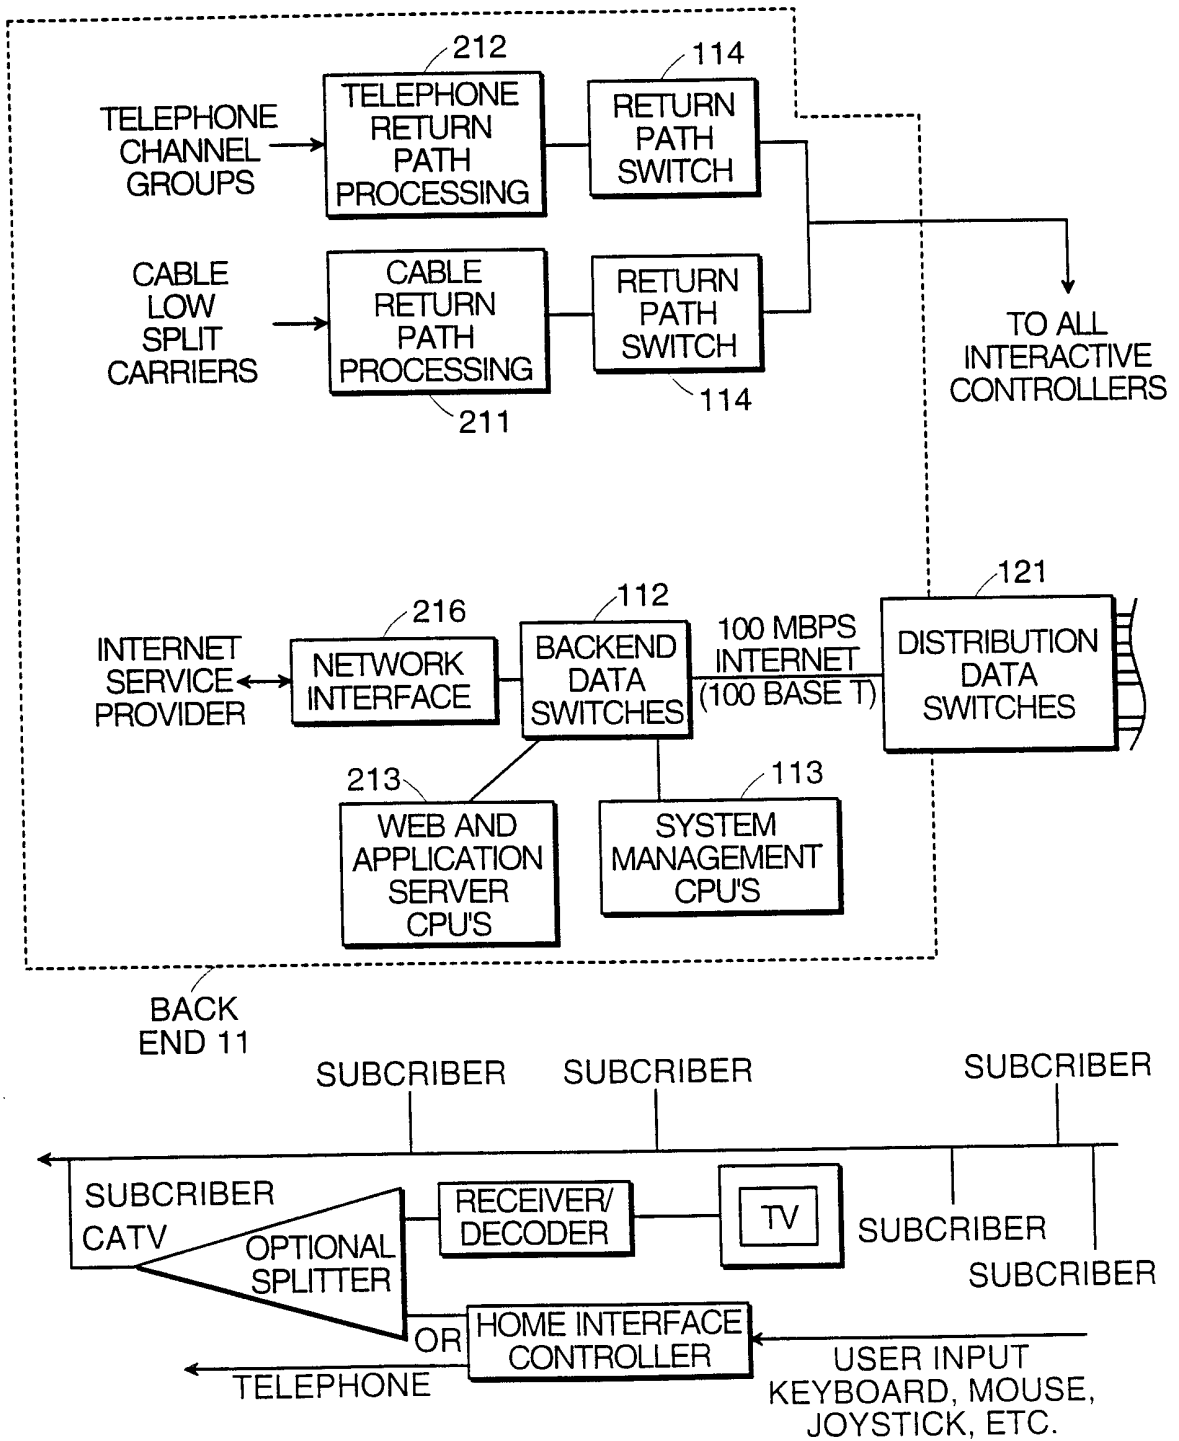 212
114
TELEPHONE
CHANNEL
GROUPS
TELEPHONE
RETURN
PATH
PROCESSING
RETURN
PATH
SWITCH
CABLE
LOW
SPLIT
CARRIERS
CABLE
RETURN
PATH
PROCESSING
RETURN
PATH
SWITCH
211
114
TO ALL
INTERACTIVE
CONTROLLERS
216
112
121
INTERNET
SERVICE
PROVIDER
NETWORK
INTERFACE
BACKEND
DATA
SWITCHES
100 MBPS
INTERNET
(100 BASE T)
DISTRIBUTION
DATA
SWITCHES
213
113
WEB AND
APPLICATION
SERVER
CPU'S
SYSTEM
MANAGEMENT
CPU'S
BACK
END 11
SUBCRIBER
SUBCRIBER
SUBCRIBER
SUBCRIBER
CATV
OPTIONAL
SPLITTER
RECEIVER/
DECODER
TV
SUBCRIBER
SUBCRIBER
OR
HOME INTERFACE
CONTROLLER
TELEPHONE
USER INPUT
KEYBOARD, MOUSE,
JOYSTICK, ETC.